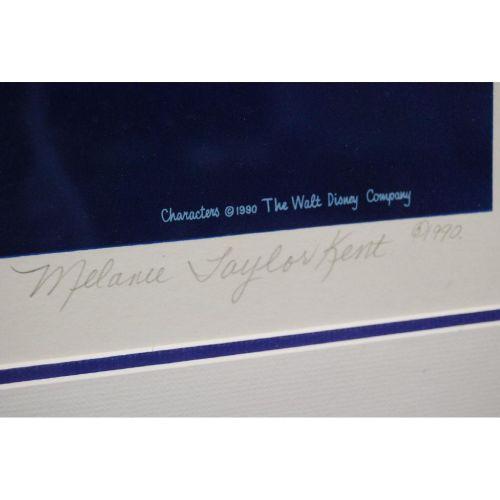 Characters ©1990 The Walt Disney Company
Melanie Taylor Kent ©1990.